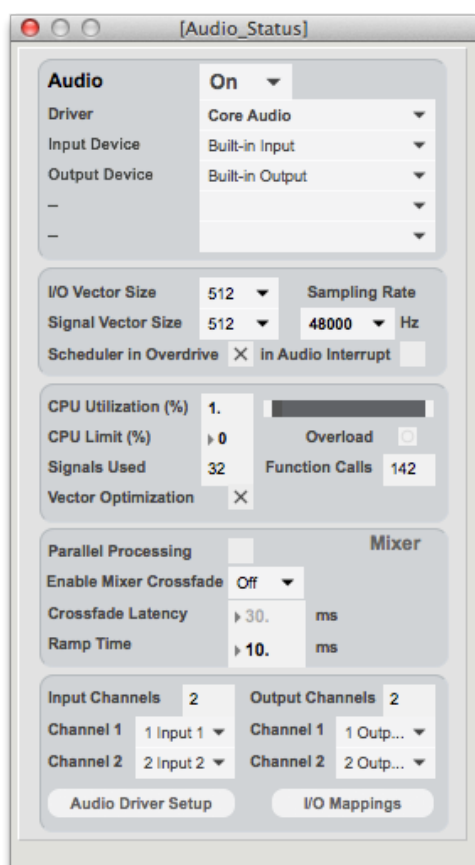 [Audio_Status]
Audio On
Driver Core Audio
Input Device Built-in Input
Output Device Built-in Output
–
–
I/O Vector Size 512 Sampling Rate
Signal Vector Size 512 48000 Hz
Scheduler in Overdrive X in Audio Interrupt
CPU Utilization (%) 1.
CPU Limit (%) 0 Overload
Signals Used 32 Function Calls 142
Vector Optimization X
Parallel Processing Mixer
Enable Mixer Crossfade Off
Crossfade Latency 30. ms
Ramp Time 10. ms
Input Channels 2 Output Channels 2
Channel 1 1 Input 1 Channel 1 1 Outp...
Channel 2 2 Input 2 Channel 2 2 Outp...
Audio Driver Setup I/O Mappings